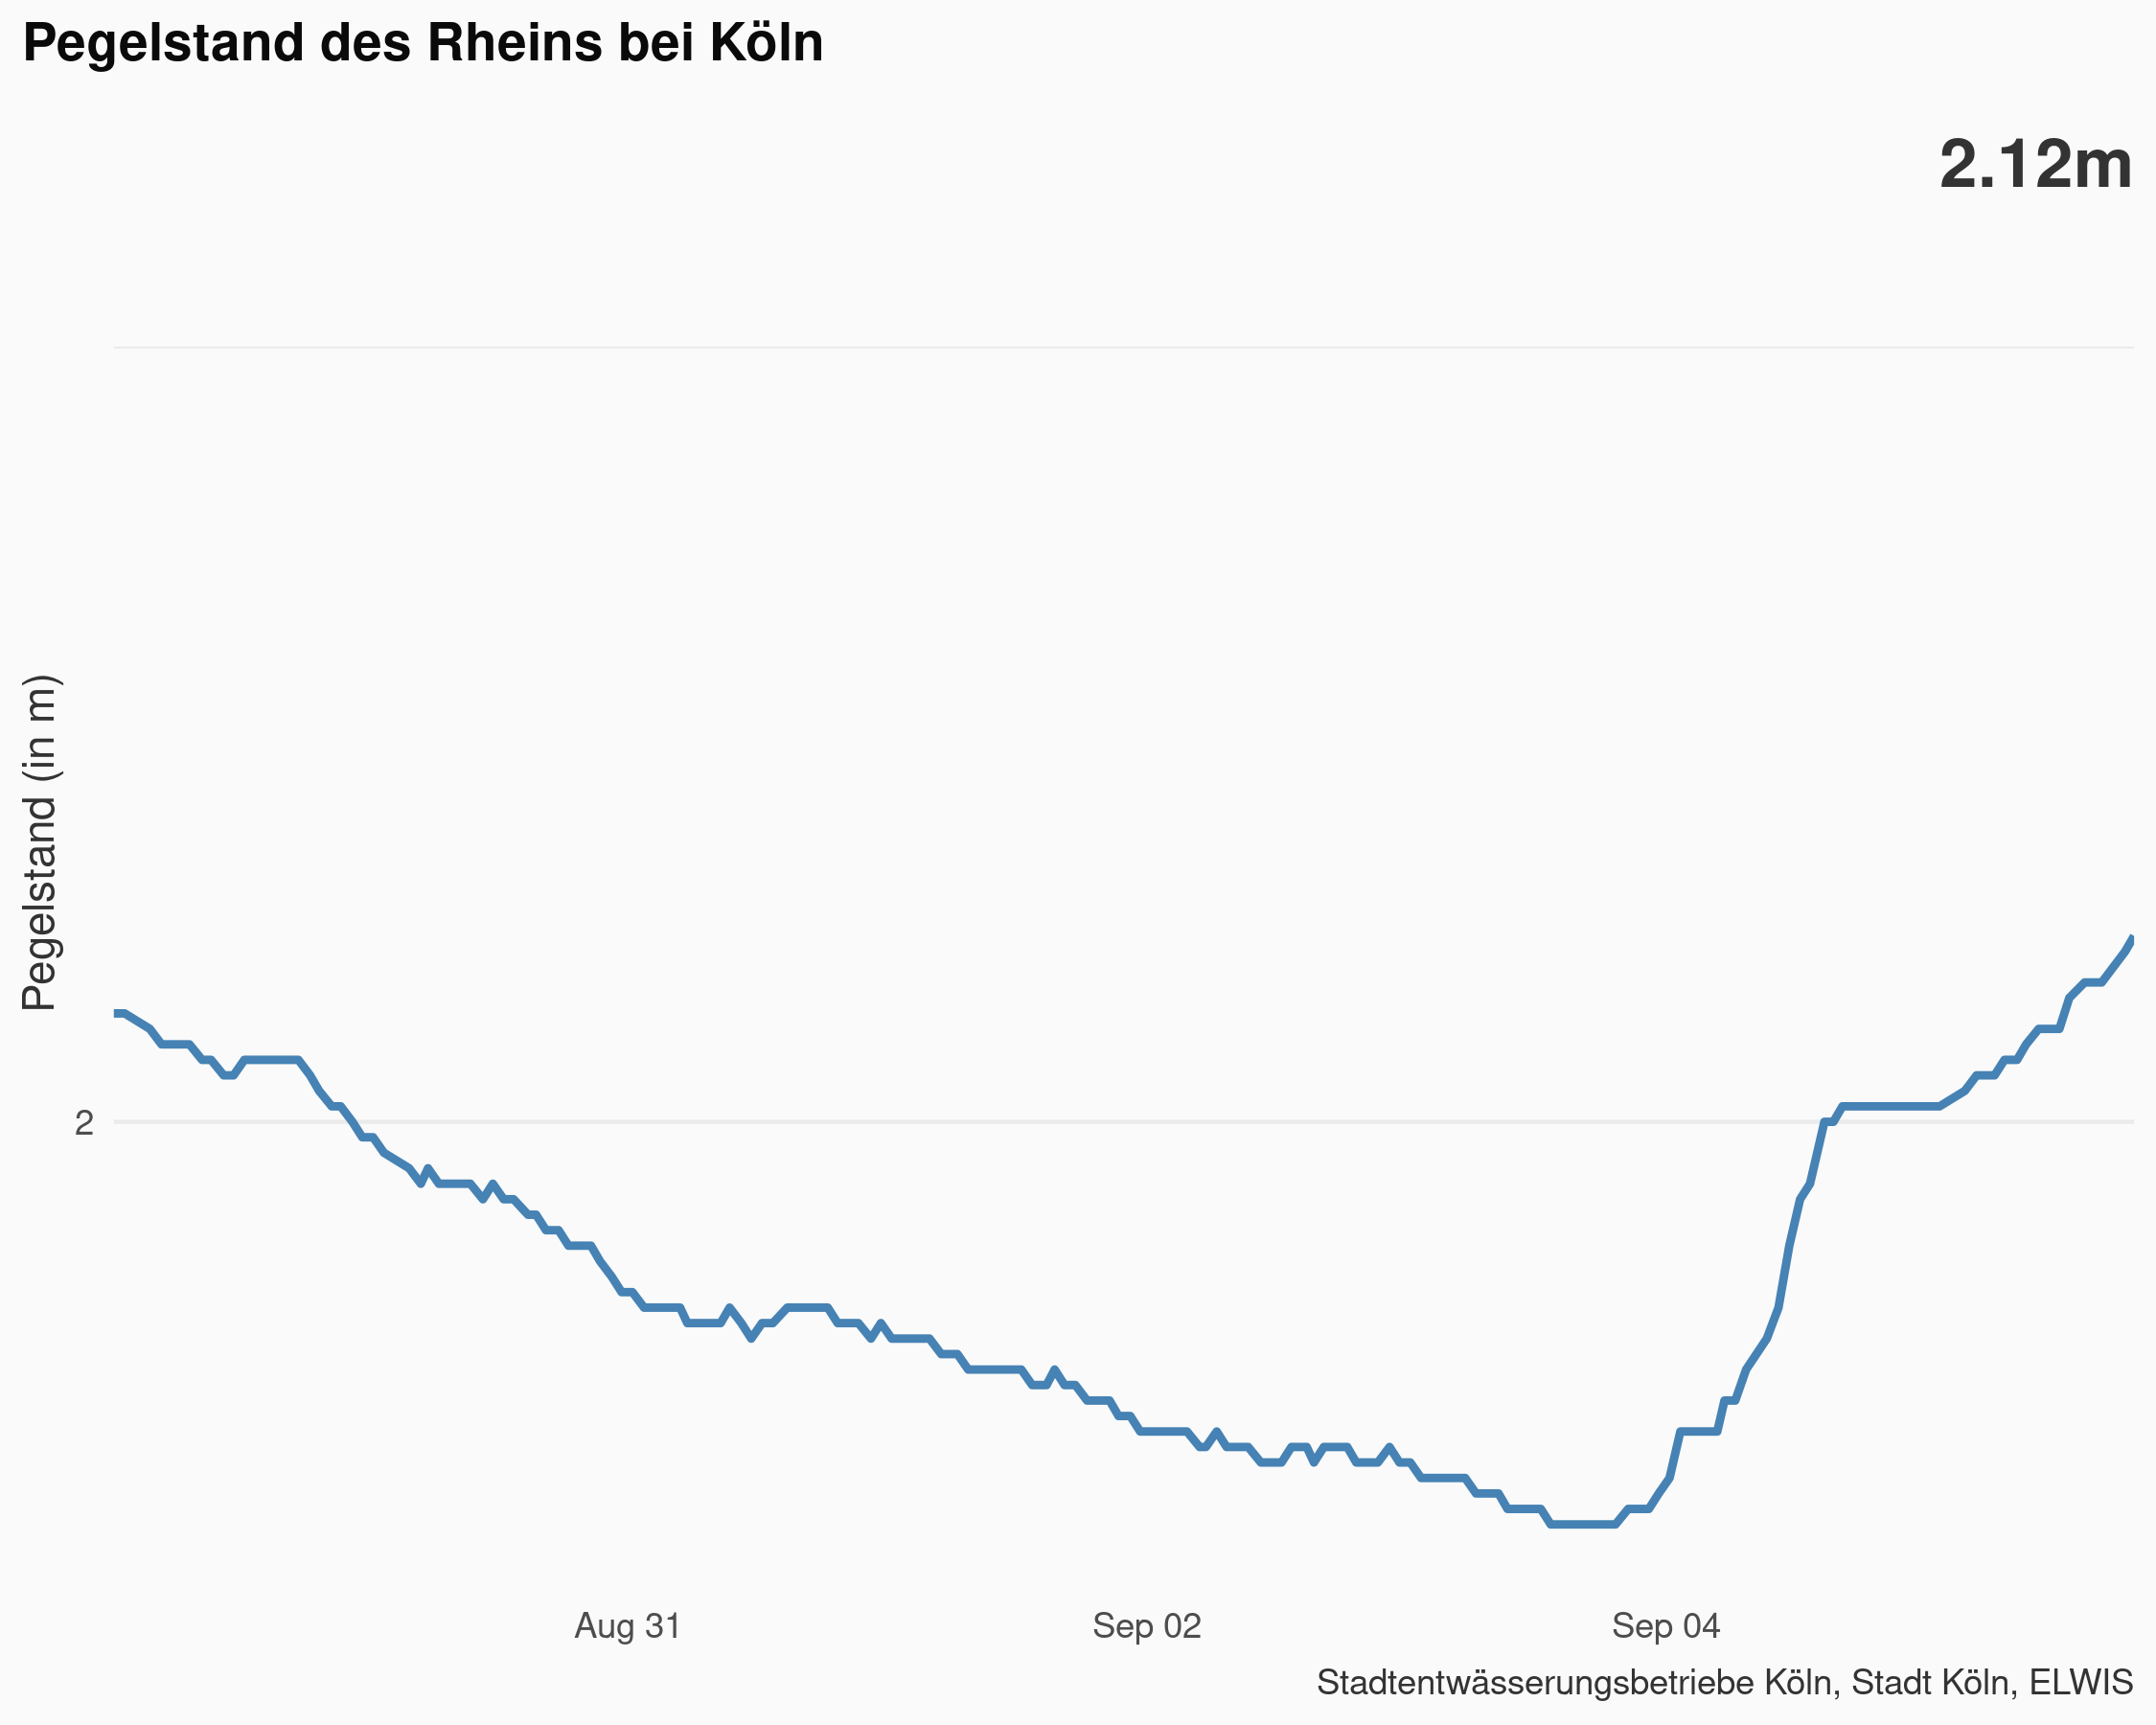 Pegelstand des Rheins bei Köln
2.12m
Pegelstand (in m)
2
Aug 31
Sep 02
Sep 04
Stadtentwässerungsbetriebe Köln, Stadt Köln, ELWIS